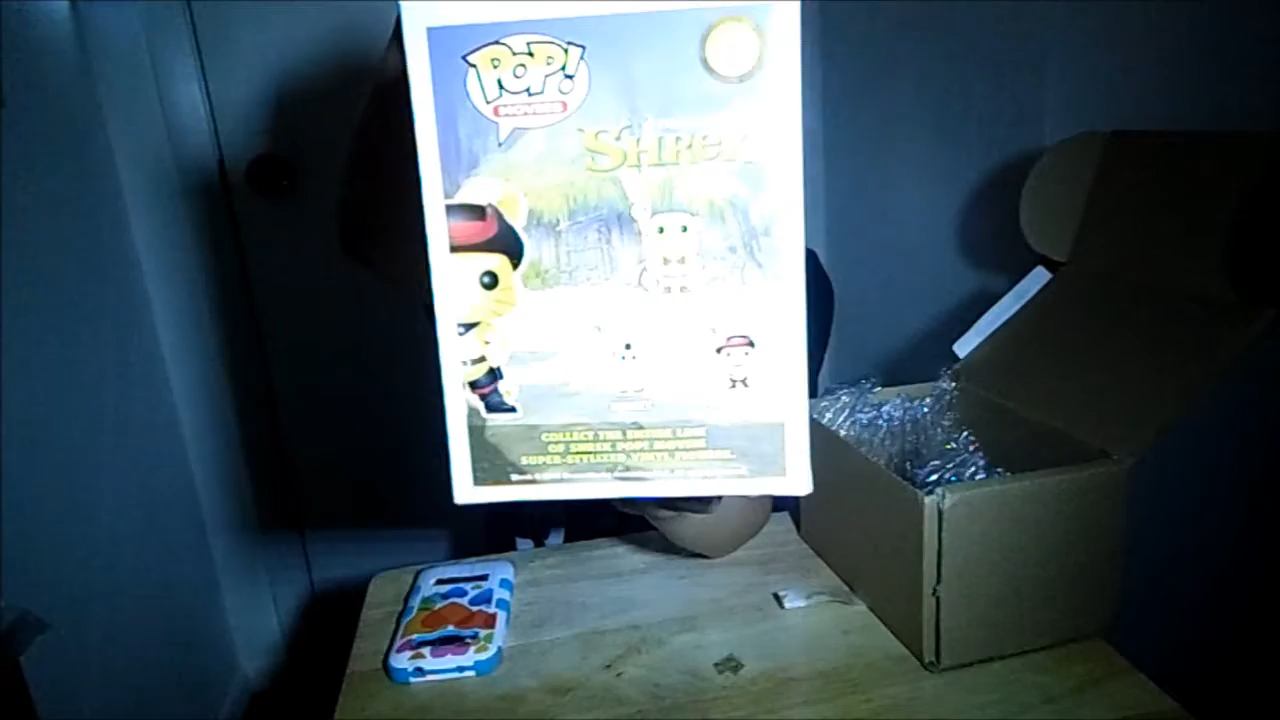 POP!
MOVIES
SHREK
COLLECT THE ENTIRE LINE
OF SHREK POP! MOVIES
SUPER-STYLIZED VINYL FIGURES.